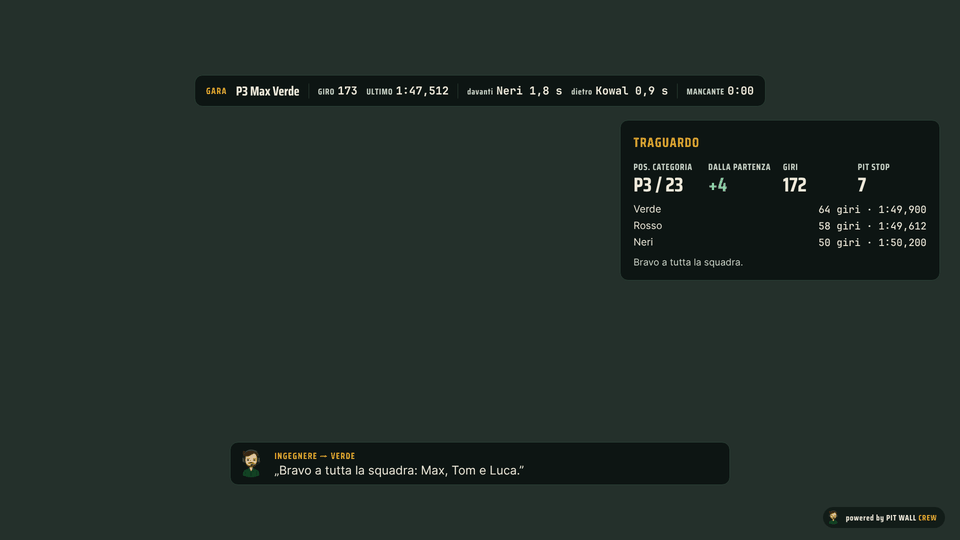 GARA P3 Max Verde GIRO 173 ULTIMO 1:47,512 davanti Neri 1,8 s dietro Kowal 0,9 s MANCANTE 0:00
TRAGUARDO
POS. CATEGORIA DALLA PARTENZA GIRI PIT STOP
P3 / 23 +4 172 7
Verde 64 giri · 1:49,900
Rosso 58 giri · 1:49,612
Neri 50 giri · 1:50,200
Bravo a tutta la squadra.
INGEGNERE → VERDE
„Bravo a tutta la squadra: Max, Tom e Luca.”
powered by PIT WALL CREW